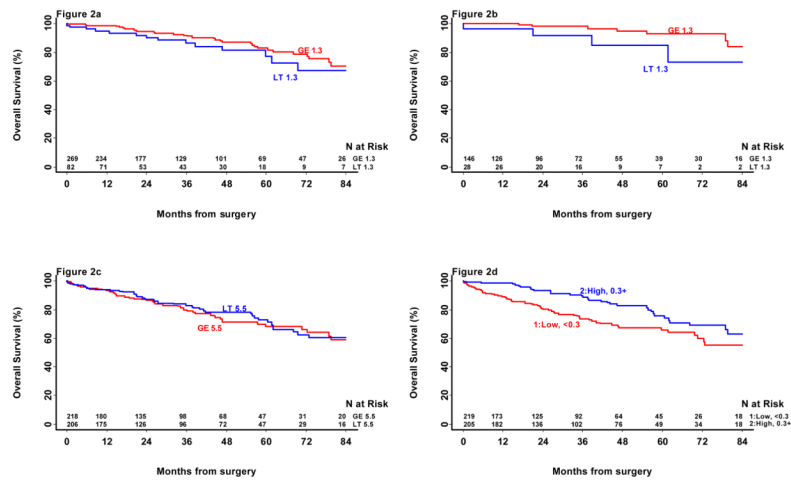 Figure 2a
Overall Survival (%)
100
80
60
40
20
0
GE 1.3
LT 1.3
N at Risk
269 234 177 129 101 69 47 26 GE 1.3
82 71 53 43 30 18 9 7 LT 1.3
0 12 24 36 48 60 72 84
Months from surgery
Figure 2b
Overall Survival (%)
100
80
60
40
20
0
GE 1.3
LT 1.3
N at Risk
146 126 96 72 55 39 30 16 GE 1.3
28 26 20 16 9 7 2 2 LT 1.3
0 12 24 36 48 60 72 84
Months from surgery
Figure 2c
Overall Survival (%)
100
80
60
40
20
0
LT 5.5
GE 5.5
N at Risk
218 180 135 98 68 47 31 20 GE 5.5
206 175 126 96 72 47 29 16 LT 5.5
0 12 24 36 48 60 72 84
Months from surgery
Figure 2d
Overall Survival (%)
100
80
60
40
20
0
2:High, 0.3+
1:Low, <0.3
N at Risk
219 173 125 92 64 45 26 18 1:Low, <0.3
205 182 136 102 76 49 34 18 2:High, 0.3+
0 12 24 36 48 60 72 84
Months from surgery